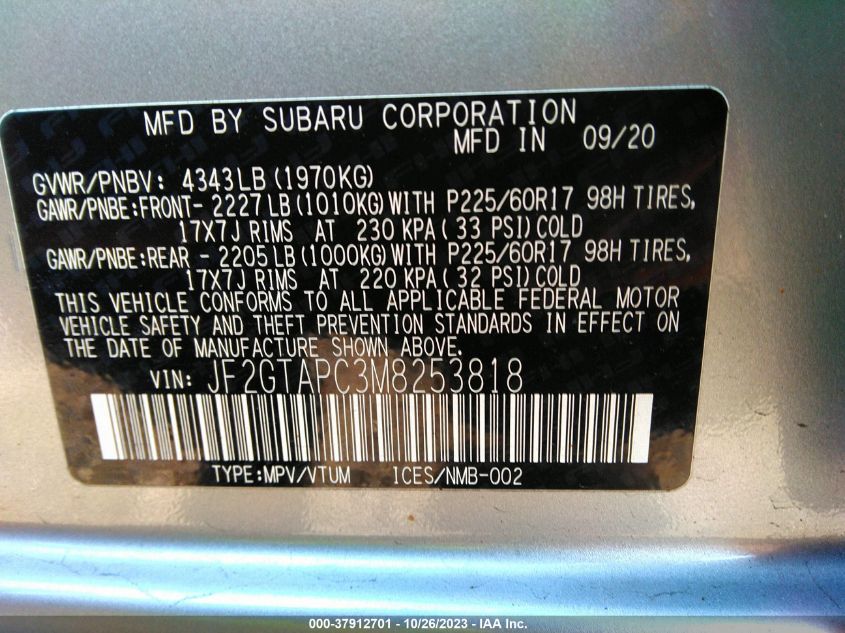 MFD BY SUBARU CORPORATION
MFD IN 09/20
GVWR/PNBV: 4343LB (1970KG)
GAWR/PNBE:FRONT- 2227 LB (1010KG) WITH P225/60R17 98H TIRES,
17X7J RIMS AT 230 KPA ( 33 PSI) COLD
GAWR/PNBE:REAR - 2205 LB (1000KG) WITH P225/60R17 98H TIRES,
17X7J RIMS AT 220 KPA ( 32 PSI) COLD
THIS VEHICLE CONFORMS TO ALL APPLICABLE FEDERAL MOTOR
VEHICLE SAFETY AND THEFT PREVENTION STANDARDS IN EFFECT ON
THE DATE OF MANUFACTURE SHOWN ABOVE.
VIN: JF2GTAPC3M8253818
TYPE:MPV/VTUM ICES/NMB-002
000-37912701 - 10/26/2023 - IAA Inc.